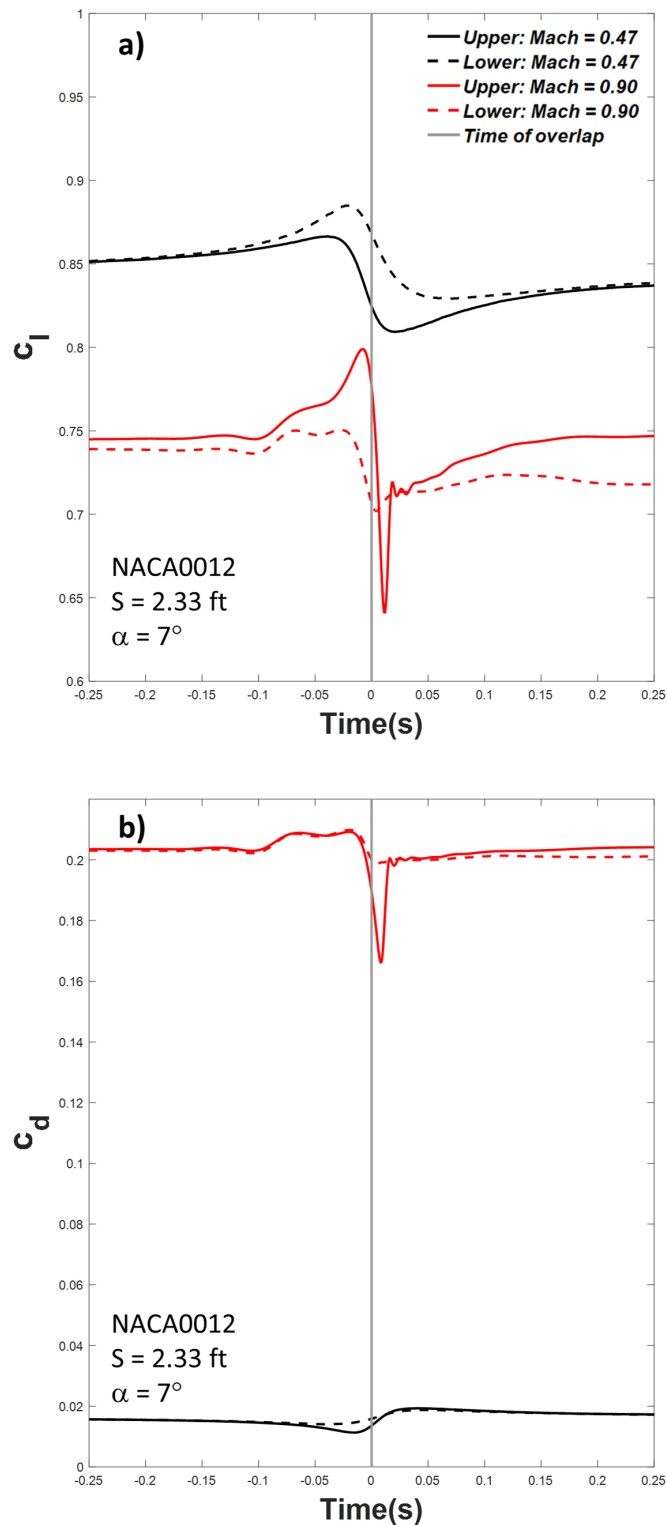 a)
Upper: Mach = 0.47
Lower: Mach = 0.47
Upper: Mach = 0.90
Lower: Mach = 0.90
Time of overlap
1
0.95
0.9
0.85
0.8
0.75
0.7
0.65
0.6
c_l
NACA0012
S = 2.33 ft
α = 7°
-0.25 -0.2 -0.15 -0.1 -0.05 0 0.05 0.1 0.15 0.2 0.25
Time(s)
b)
0.2
0.18
0.16
0.14
0.12
0.1
0.08
0.06
0.04
0.02
0
c_d
NACA0012
S = 2.33 ft
α = 7°
-0.25 -0.2 -0.15 -0.1 -0.05 0 0.05 0.1 0.15 0.2 0.25
Time(s)